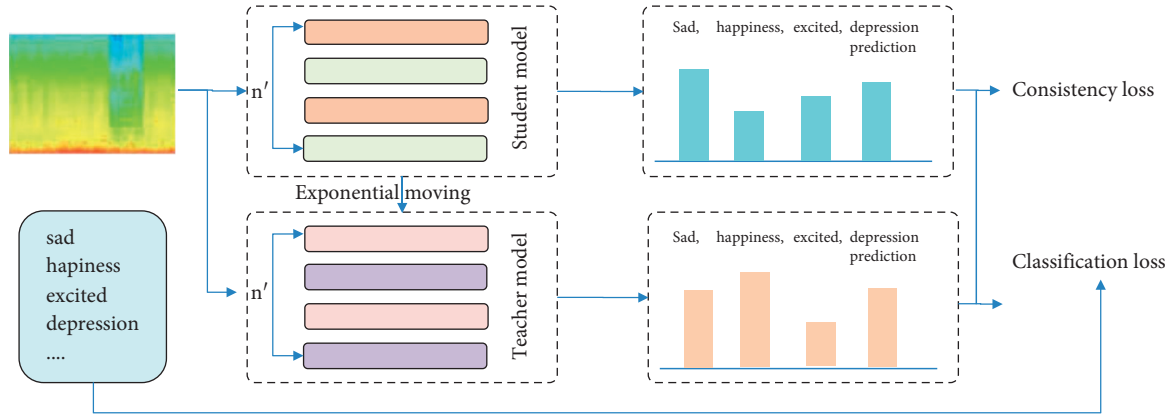 Sad, happiness, excited, depression
prediction
n′
Student model
Consistency loss
Exponential moving
sad
hapiness
excited
depression
....
n′
Teacher model
Sad, happiness, excited, depression
prediction
Classification loss